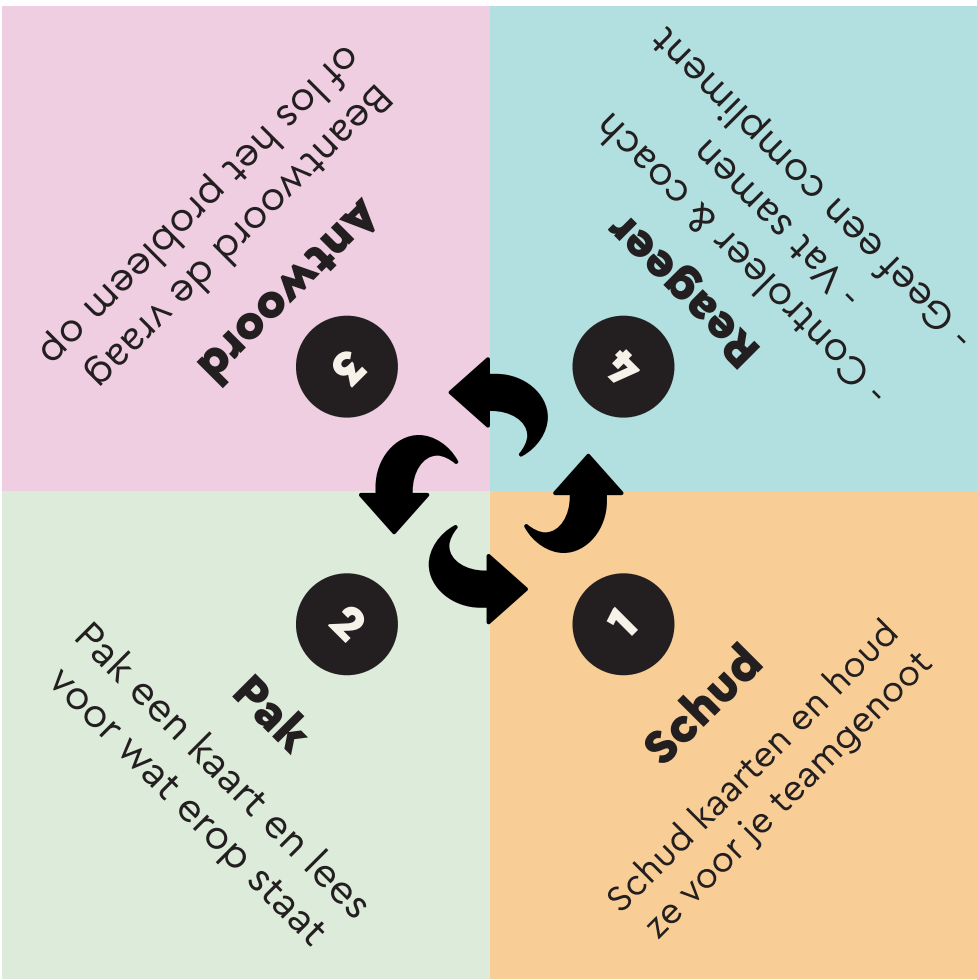 1
Schud
Schud kaarten en houd
ze voor je teamgenoot
2
Pak
Pak een kaart en lees
voor wat erop staat
3
Antwoord
Beantwoord de vraag
of los het probleem op
4
Reageer
- Controleer & coach
- Vat samen
- Geef een compliment